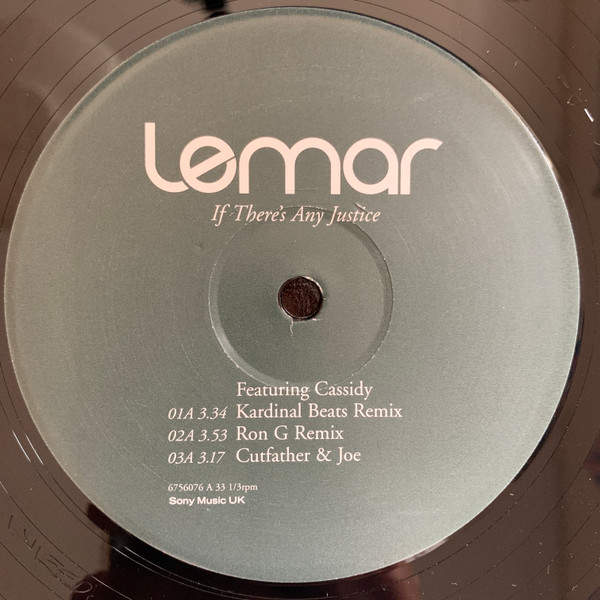 Lemar
If There's Any Justice
Featuring Cassidy
01A 3.34 Kardinal Beats Remix
02A 3.53 Ron G Remix
03A 3.17 Cutfather & Joe
6756076 A 33 1/3rpm
Sony Music UK